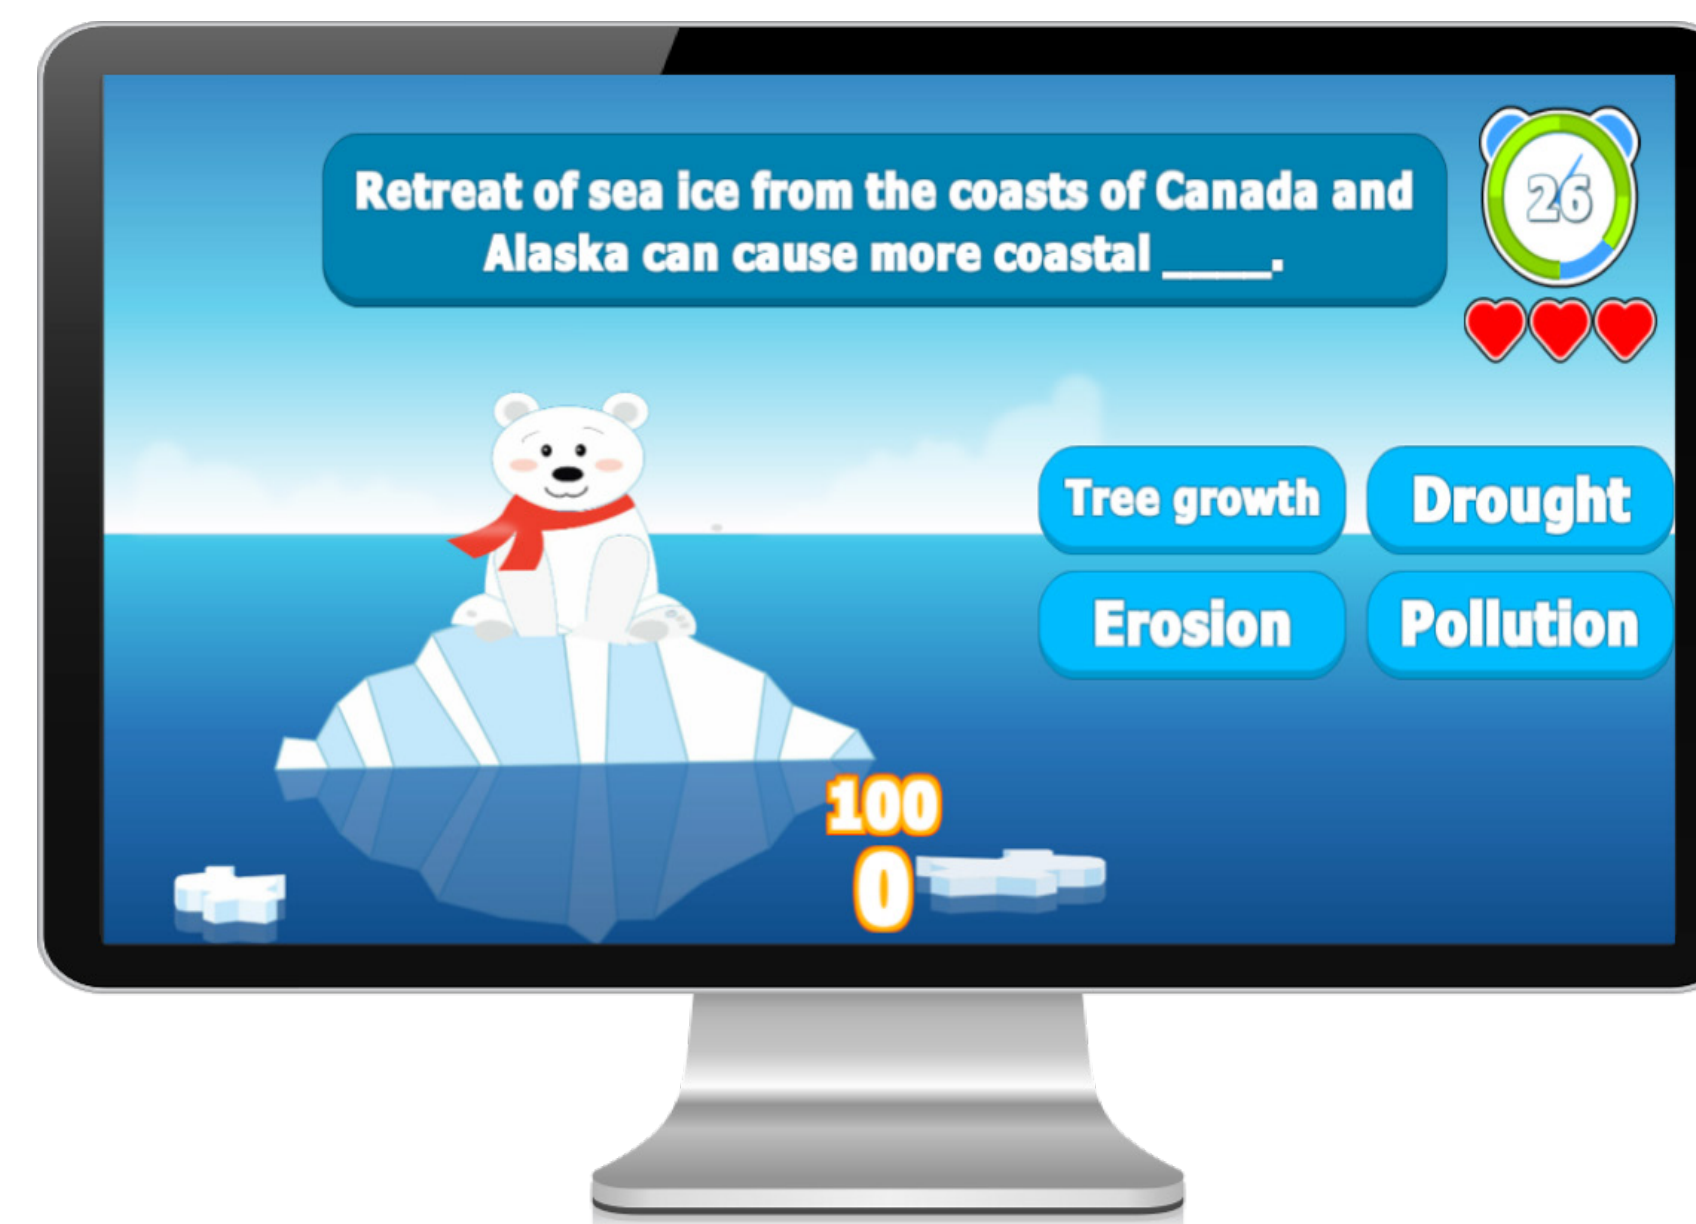 Retreat of sea ice from the coasts of Canada and
Alaska can cause more coastal ____.
26
Tree growth
Drought
Erosion
Pollution
100
0